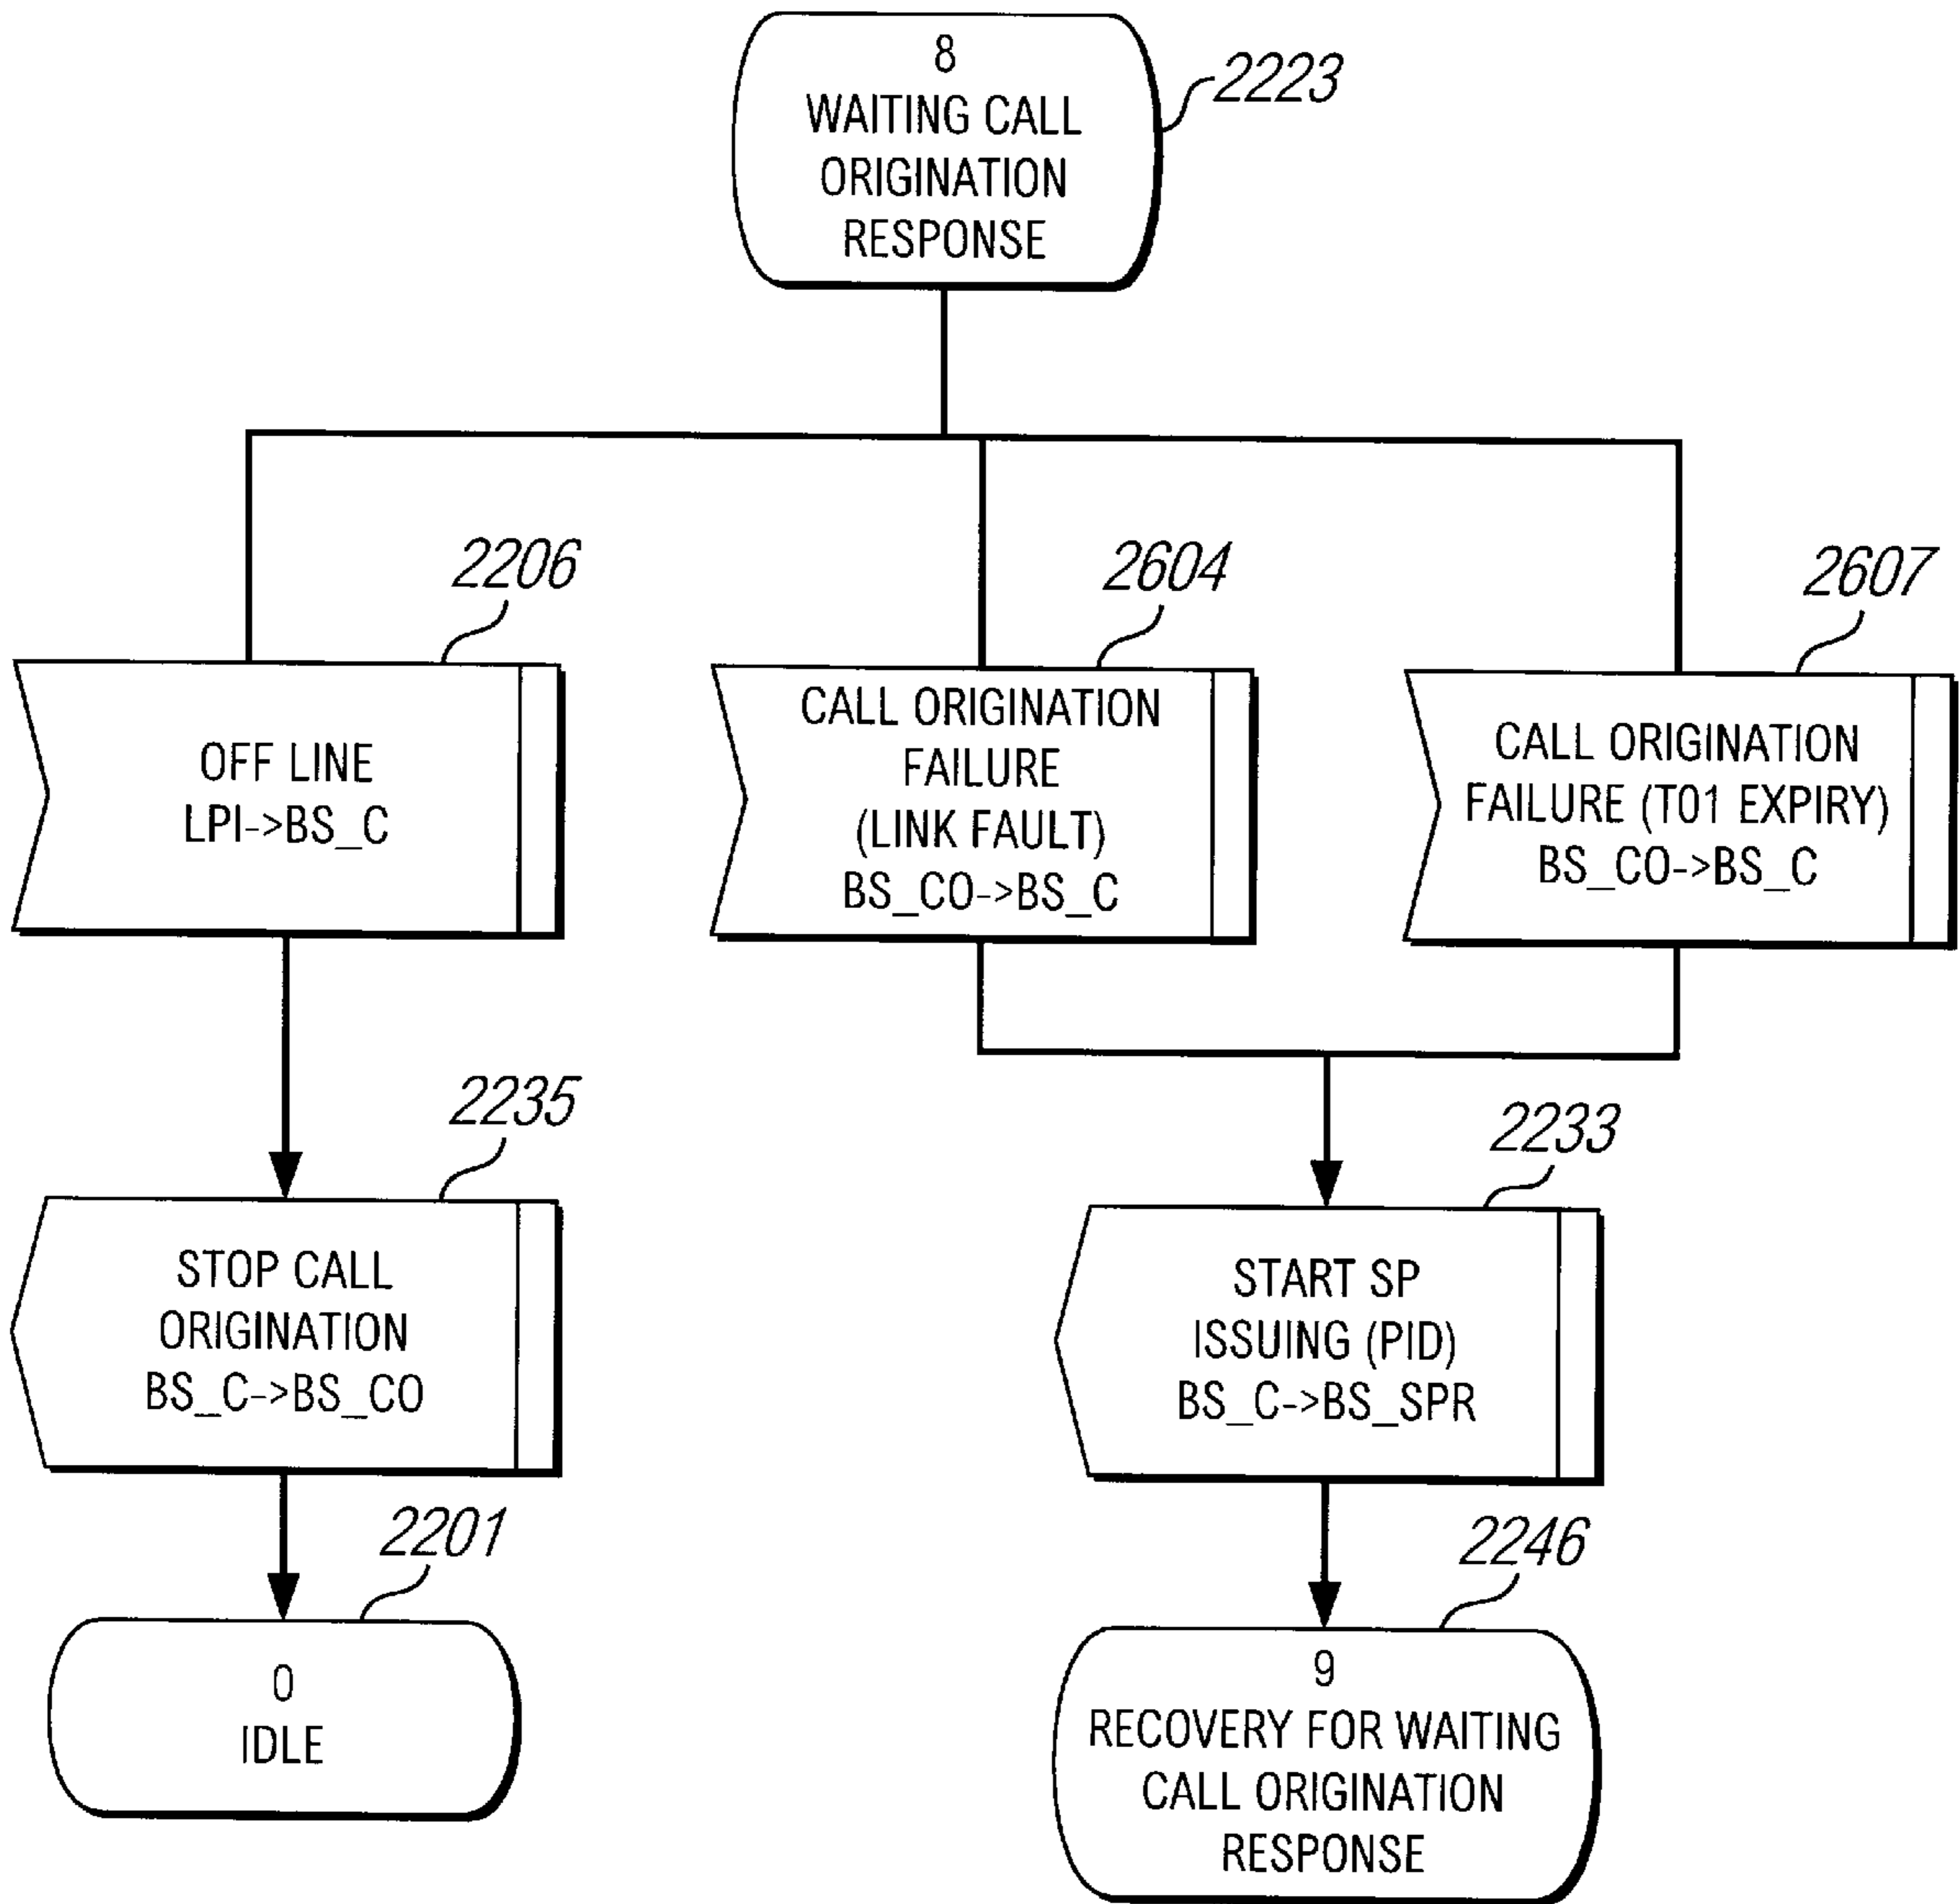 8
WAITING CALL
ORIGINATION
RESPONSE
2223
2206
OFF LINE
LPI->BS_C
2604
CALL ORIGINATION
FAILURE
(LINK FAULT)
BS_CO->BS_C
2607
CALL ORIGINATION
FAILURE (T01 EXPIRY)
BS_CO->BS_C
2235
STOP CALL
ORIGINATION
BS_C->BS_CO
2233
START SP
ISSUING (PID)
BS_C->BS_SPR
2201
0
IDLE
2246
9
RECOVERY FOR WAITING
CALL ORIGINATION
RESPONSE